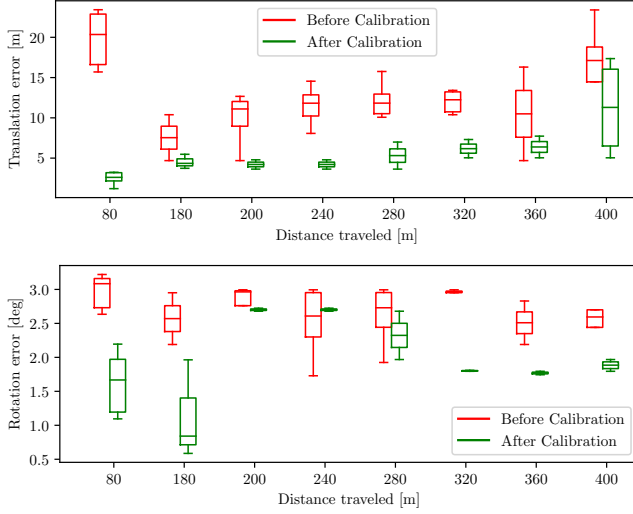 Before Calibration
After Calibration
Translation error [m]
20
15
10
5
80 180 200 240 280 320 360 400
Distance traveled [m]
Rotation error [deg]
3.0
2.5
2.0
1.5
1.0
0.5
Before Calibration
After Calibration
80 180 200 240 280 320 360 400
Distance traveled [m]